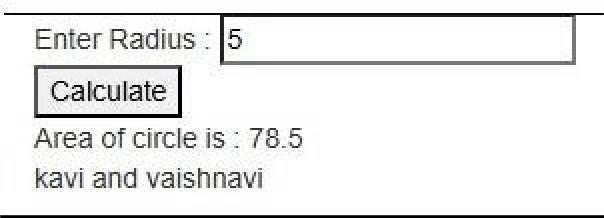 Enter Radius : 5
Calculate
Area of circle is : 78.5
kavi and vaishnavi